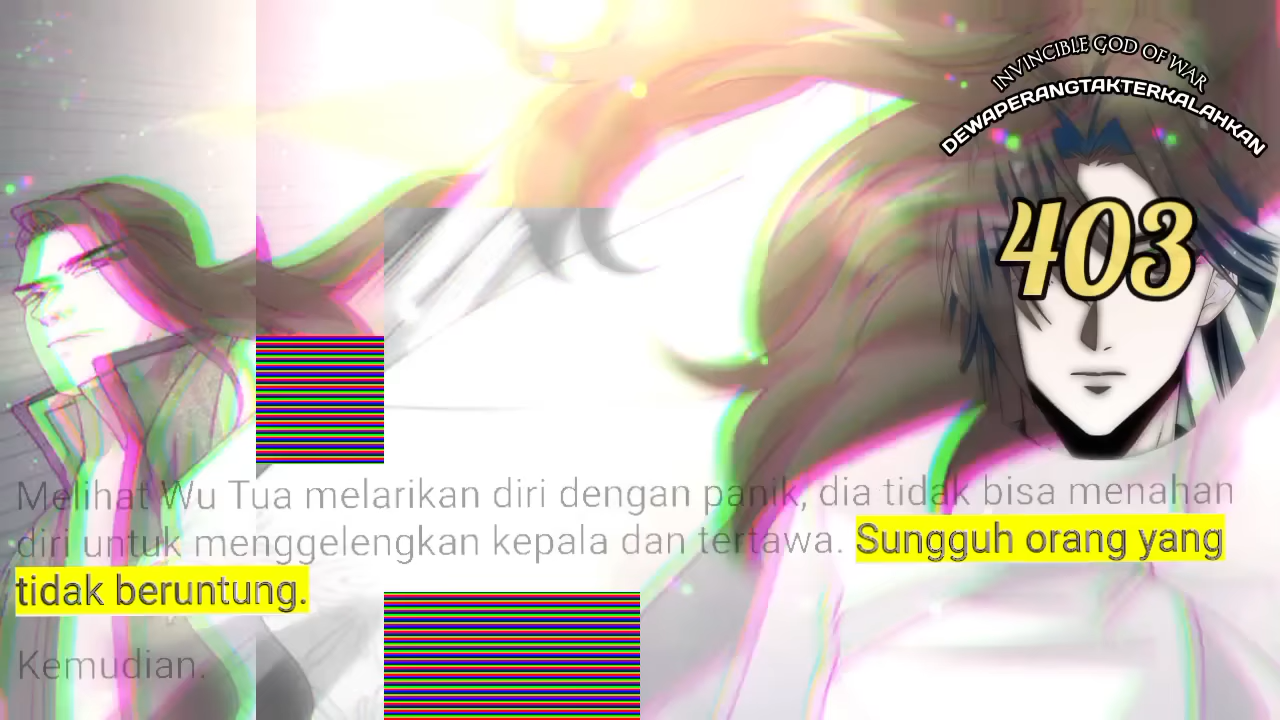 INVINCIBLE GOD OF WAR
DEWAPERANGTAKTERKALAHKAN
403
Melihat Wu Tua melarikan diri dengan panik, dia tidak bisa menahan
diri untuk menggelengkan kepala dan tertawa. Sungguh orang yang
tidak beruntung.
Kemudian.